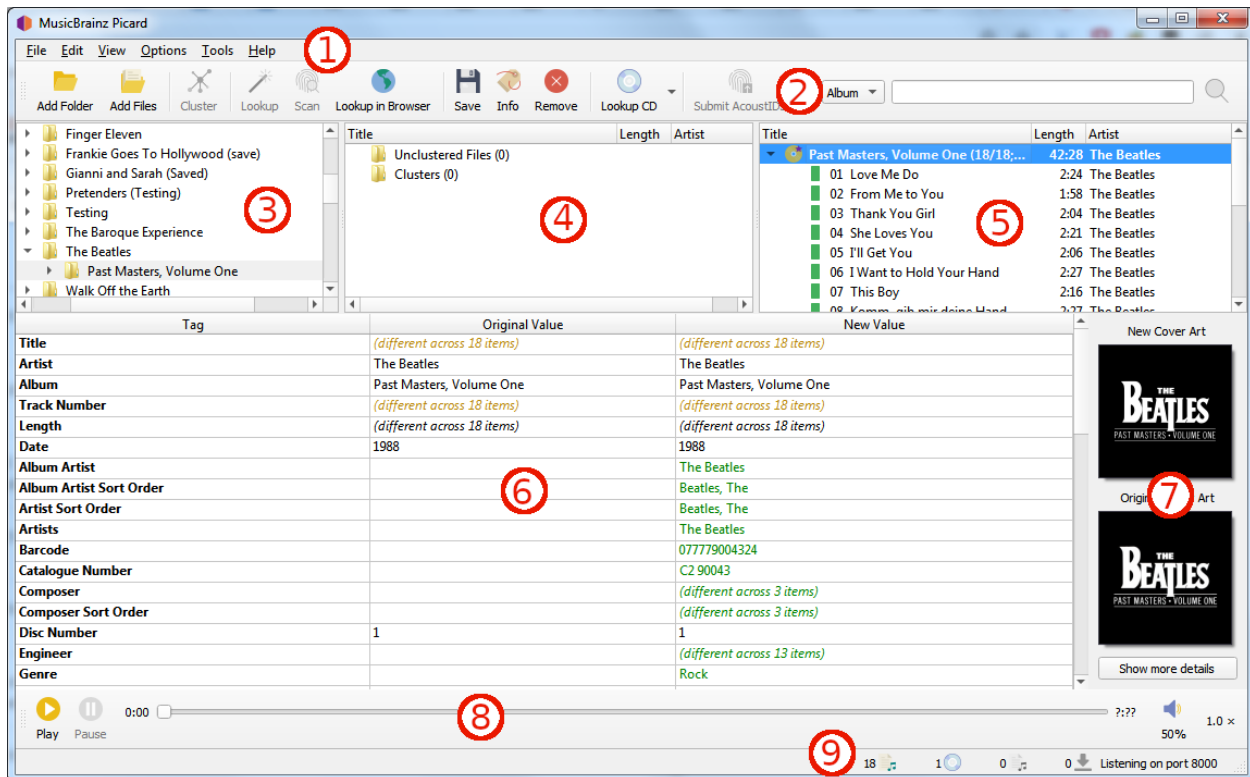 MusicBrainz Picard
File Edit View Options Tools Help
1
Add Folder Add Files Cluster Lookup Scan Lookup in Browser Save Info Remove Lookup CD Submit AcoustIDs
2
Album
Finger Eleven
Frankie Goes To Hollywood (save)
Gianni and Sarah (Saved)
Pretenders (Testing)
Testing
The Baroque Experience
The Beatles
Past Masters, Volume One
Walk Off the Earth
3
Title Length Artist
Unclustered Files (0)
Clusters (0)
4
Title Length Artist
Past Masters, Volume One (18/18;... 42:28 The Beatles
01 Love Me Do 2:24 The Beatles
02 From Me to You 1:58 The Beatles
03 Thank You Girl 2:04 The Beatles
04 She Loves You 2:21 The Beatles
05 I'll Get You 2:06 The Beatles
06 I Want to Hold Your Hand 2:27 The Beatles
07 This Boy 2:16 The Beatles
08 Komm, gib mir deine Hand 2:27 The Beatles
5
Tag Original Value New Value
Title (different across 18 items) (different across 18 items)
Artist The Beatles The Beatles
Album Past Masters, Volume One Past Masters, Volume One
Track Number (different across 18 items) (different across 18 items)
Length (different across 18 items) (different across 18 items)
Date 1988 1988
Album Artist The Beatles
Album Artist Sort Order Beatles, The
Artist Sort Order Beatles, The
Artists The Beatles
Barcode 077779004324
Catalogue Number C2 90043
Composer (different across 3 items)
Composer Sort Order (different across 3 items)
Disc Number 1 1
Engineer (different across 13 items)
Genre Rock
6
New Cover Art
THE
BEATLES
PAST MASTERS • VOLUME ONE
7
Art
THE
BEATLES
PAST MASTERS • VOLUME ONE
Show more details
Play Pause 0:00 ?:?? 50% 1.0 ×
8
9
18 1 0 0 Listening on port 8000